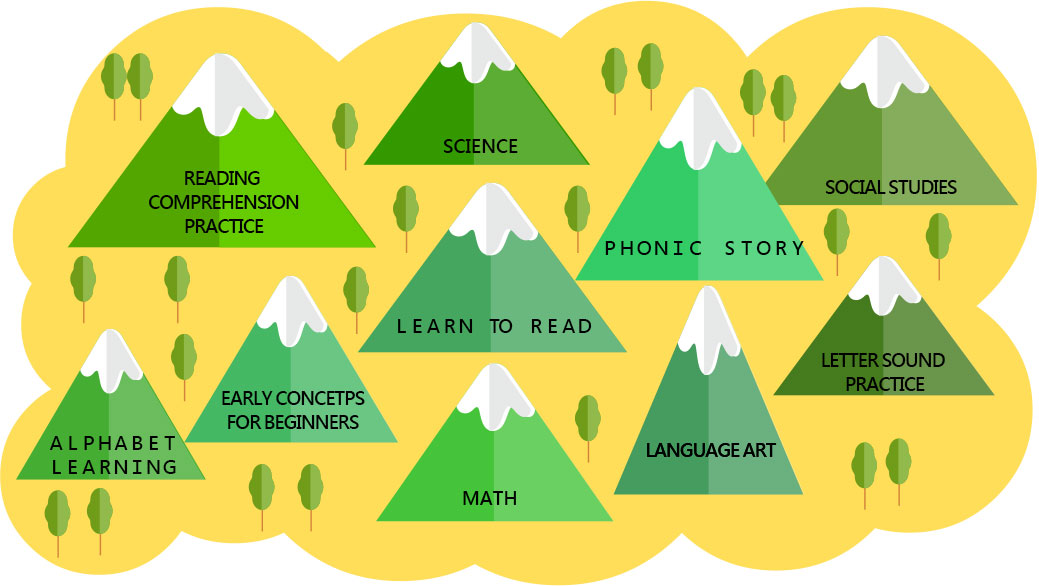 SCIENCE
READING
COMPREHENSION
PRACTICE
SOCIAL STUDIES
PHONIC STORY
LEARN TO READ
LETTER SOUND
PRACTICE
EARLY CONCETPS
FOR BEGINNERS
ALPHABET
LEARNING
LANGUAGE ART
MATH